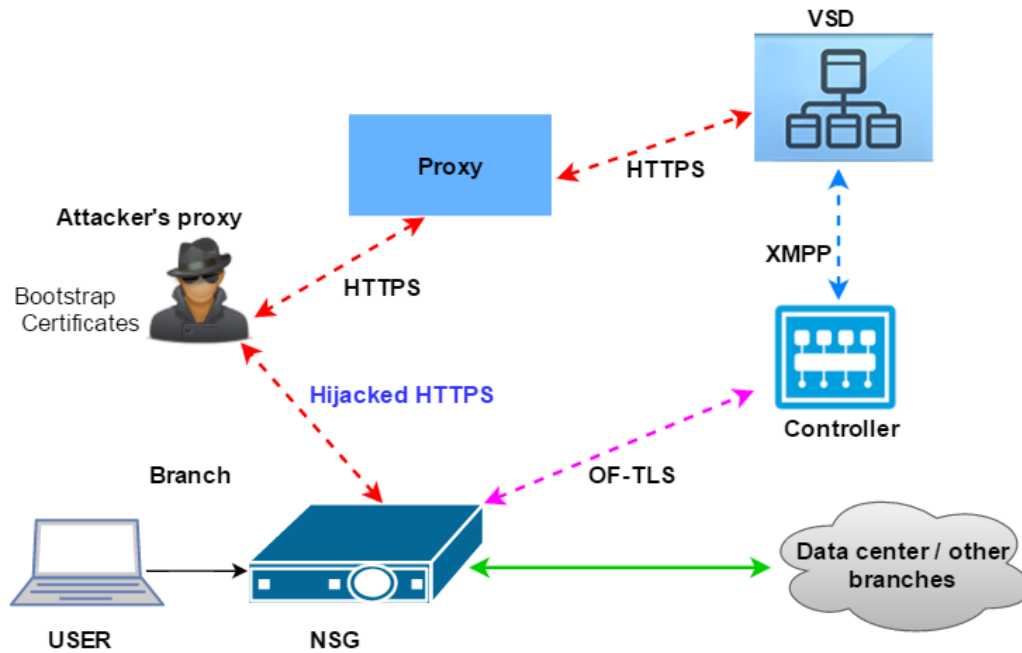 VSD
Proxy
HTTPS
Attacker's proxy
XMPP
HTTPS
Bootstrap
Certificates
Hijacked HTTPS
Controller
Branch
OF-TLS
Data center / other
branches
USER
NSG